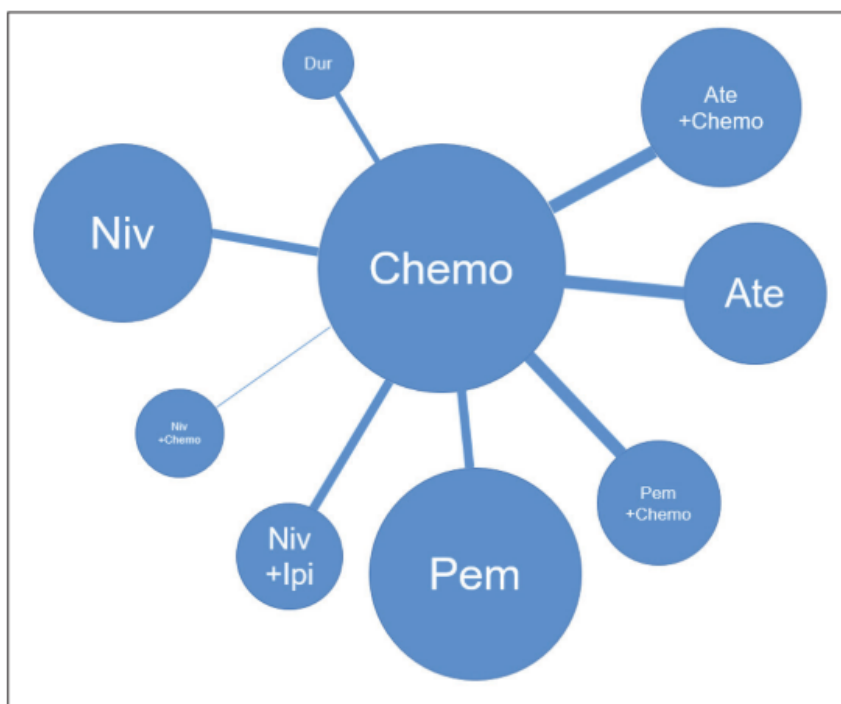 Dur
Ate
+Chemo
Niv
Chemo
Ate
Niv
+Chemo
Pem
+Chemo
Niv
+Ipi
Pem